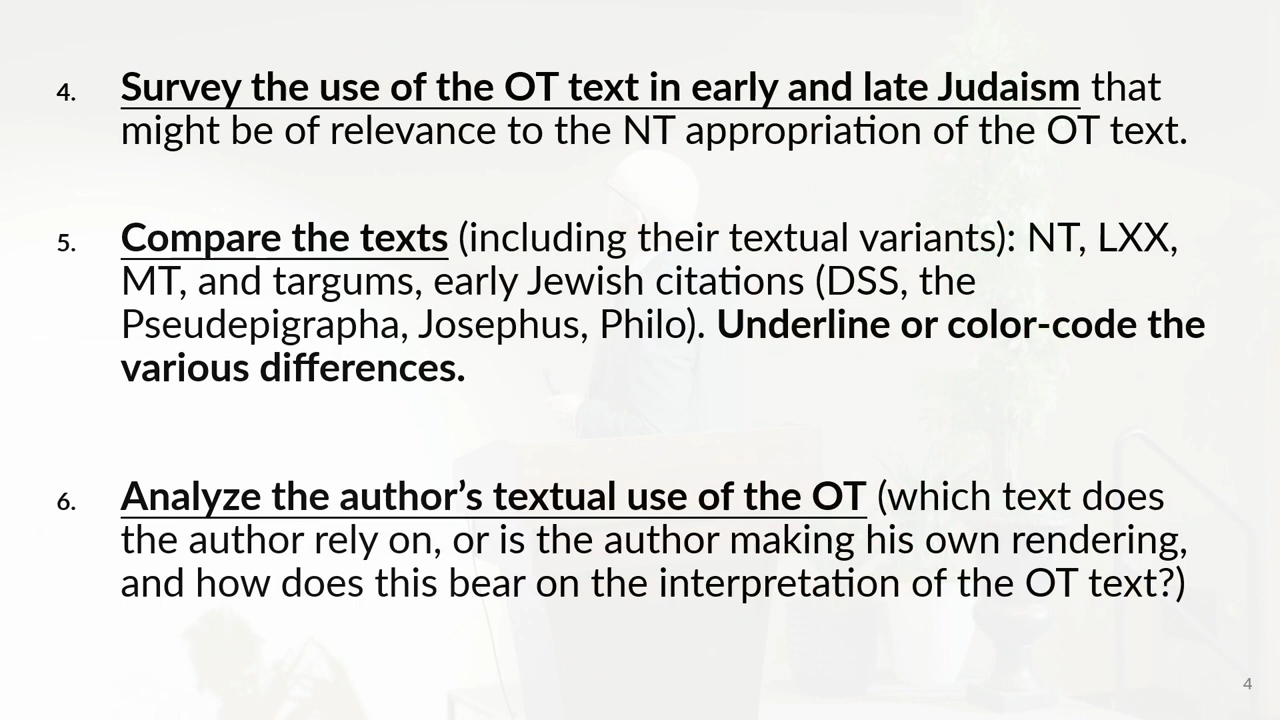 4. Survey the use of the OT text in early and late Judaism that
might be of relevance to the NT appropriation of the OT text.
5. Compare the texts (including their textual variants): NT, LXX,
MT, and targums, early Jewish citations (DSS, the
Pseudepigrapha, Josephus, Philo). Underline or color-code the
various differences.
6. Analyze the author’s textual use of the OT (which text does
the author rely on, or is the author making his own rendering,
and how does this bear on the interpretation of the OT text?)
4